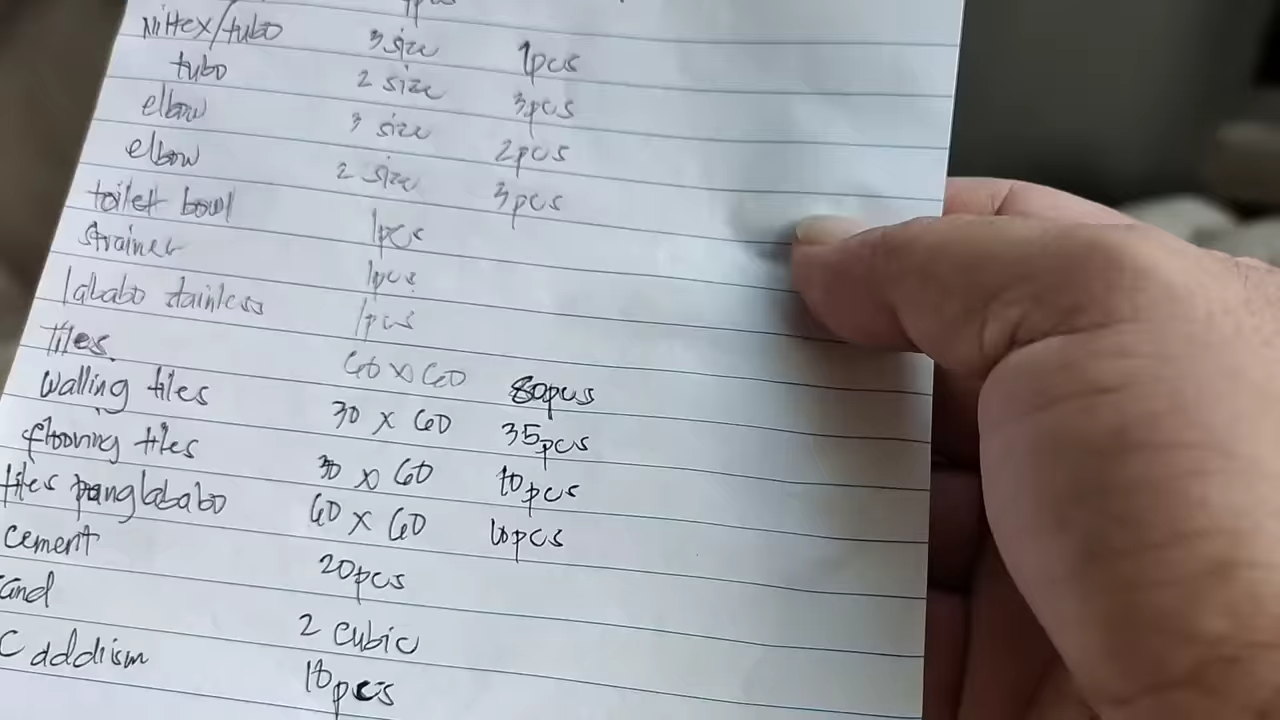 Nittex/tubo 3 size 1pcs
tubo 2 size 3pcs
elbow 3 size 2pcs
elbow 2 size 3pcs
toilet bowl 1pcs
strainer 1pcs
lababo stainless 1pcs
tiles 60 x 60 80pcs
walling tiles 30 x 60 35pcs
flooring tiles 30 x 60 10pcs
tiles panglababo 60 x 60 10pcs
cement 20pcs
and 2 cubic
C addism 10pcs